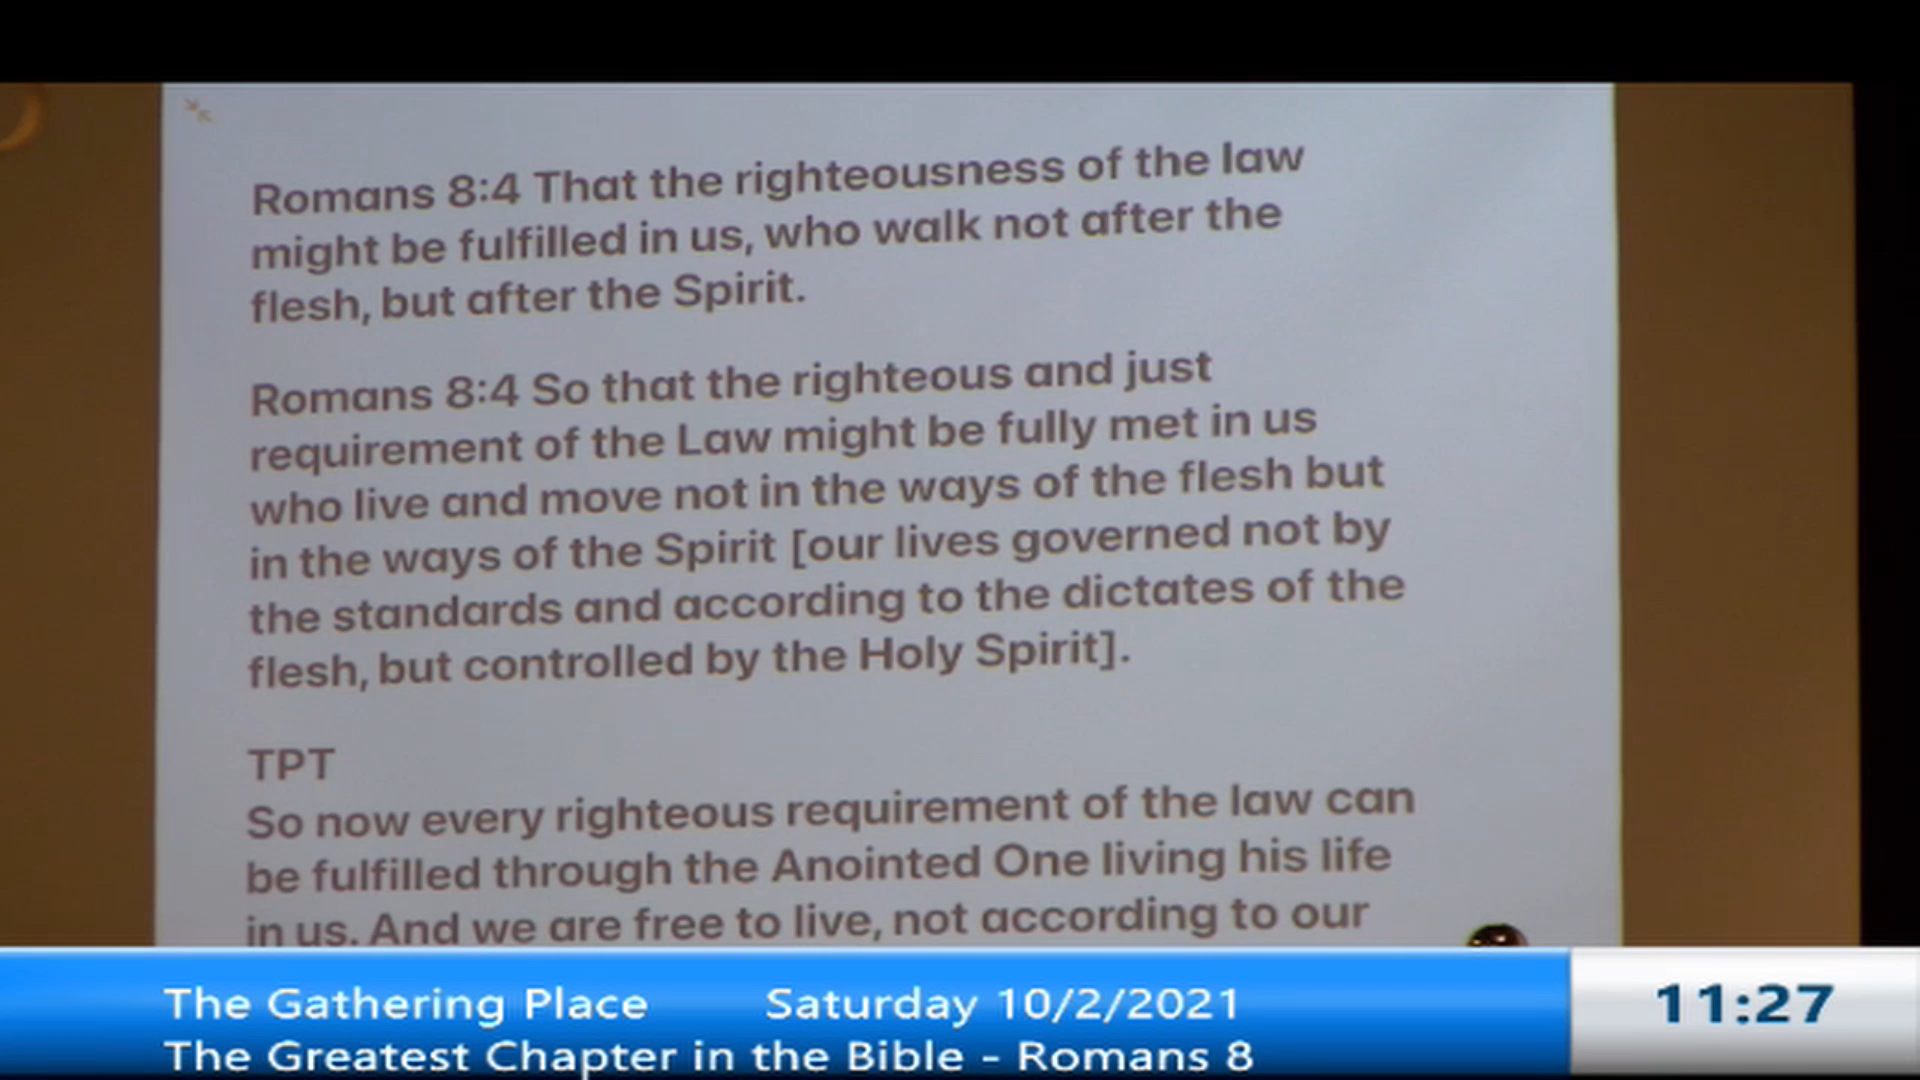 Romans 8:4 That the righteousness of the law
might be fulfilled in us, who walk not after the
flesh, but after the Spirit.
Romans 8:4 So that the righteous and just
requirement of the Law might be fully met in us
who live and move not in the ways of the flesh but
in the ways of the Spirit [our lives governed not by
the standards and according to the dictates of the
flesh, but controlled by the Holy Spirit].
TPT
So now every righteous requirement of the law can
be fulfilled through the Anointed One living his life
in us. And we are free to live, not according to our
The Gathering Place Saturday 10/2/2021
The Greatest Chapter in the Bible - Romans 8
11:27